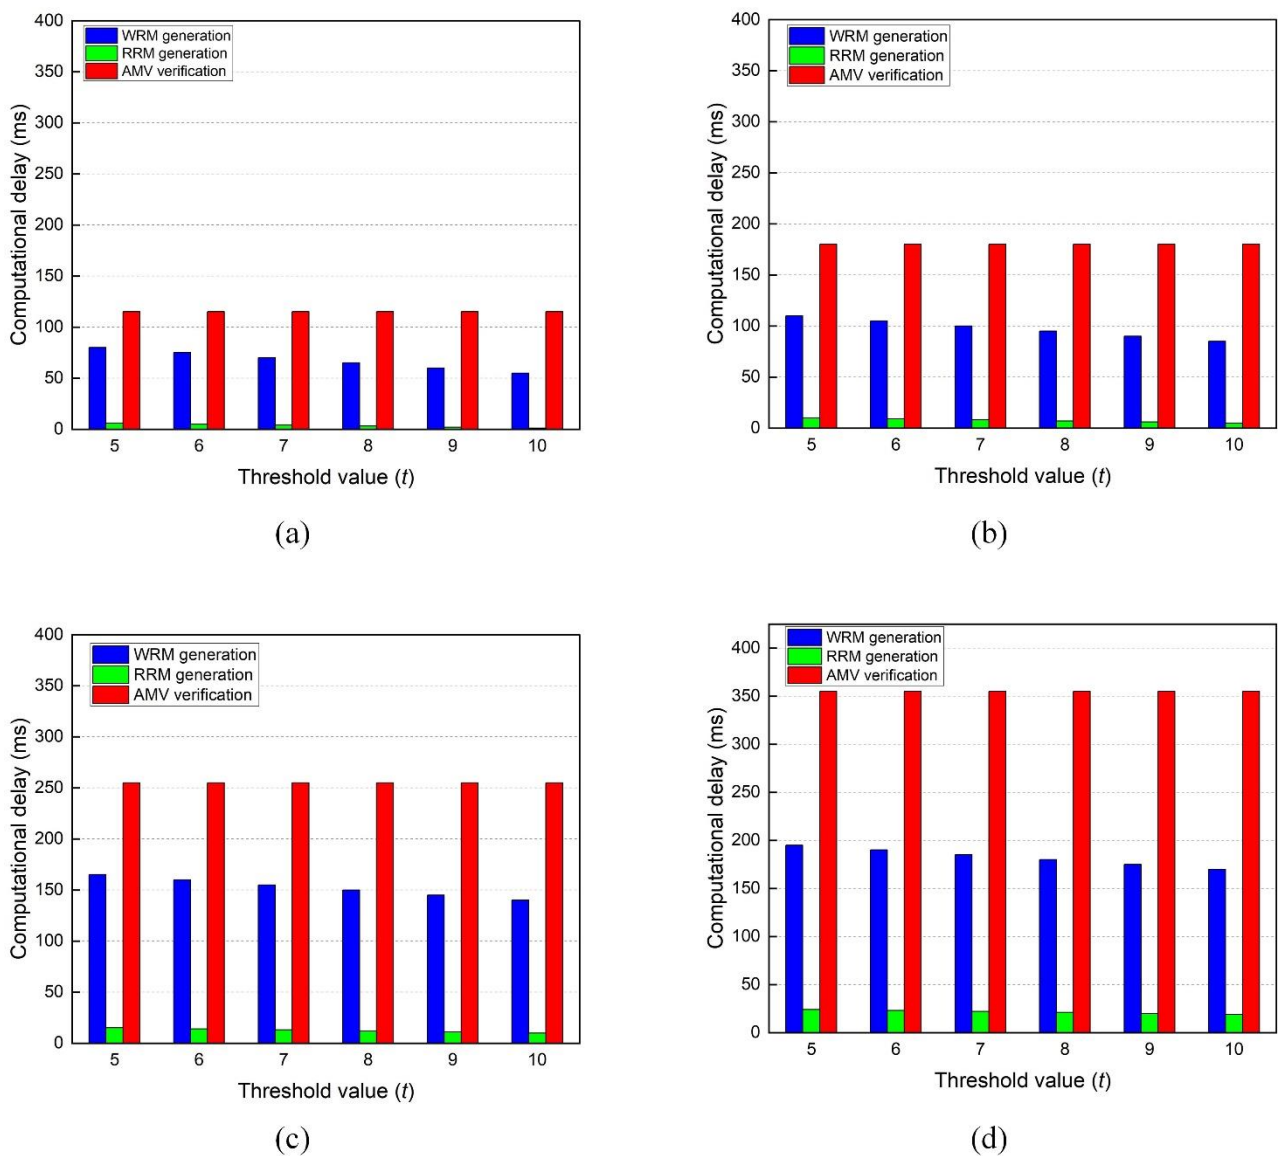 400
350
300
250
200
150
100
50
0
Computational delay (ms)
WRM generation
RRM generation
AMV verification
5 6 7 8 9 10
Threshold value (t)
(a)
400
350
300
250
200
150
100
50
0
Computational delay (ms)
WRM generation
RRM generation
AMV verification
5 6 7 8 9 10
Threshold value (t)
(b)
400
350
300
250
200
150
100
50
0
Computational delay (ms)
WRM generation
RRM generation
AMV verification
5 6 7 8 9 10
Threshold value (t)
(c)
400
350
300
250
200
150
100
50
0
Computational delay (ms)
WRM generation
RRM generation
AMV verification
5 6 7 8 9 10
Threshold value (t)
(d)